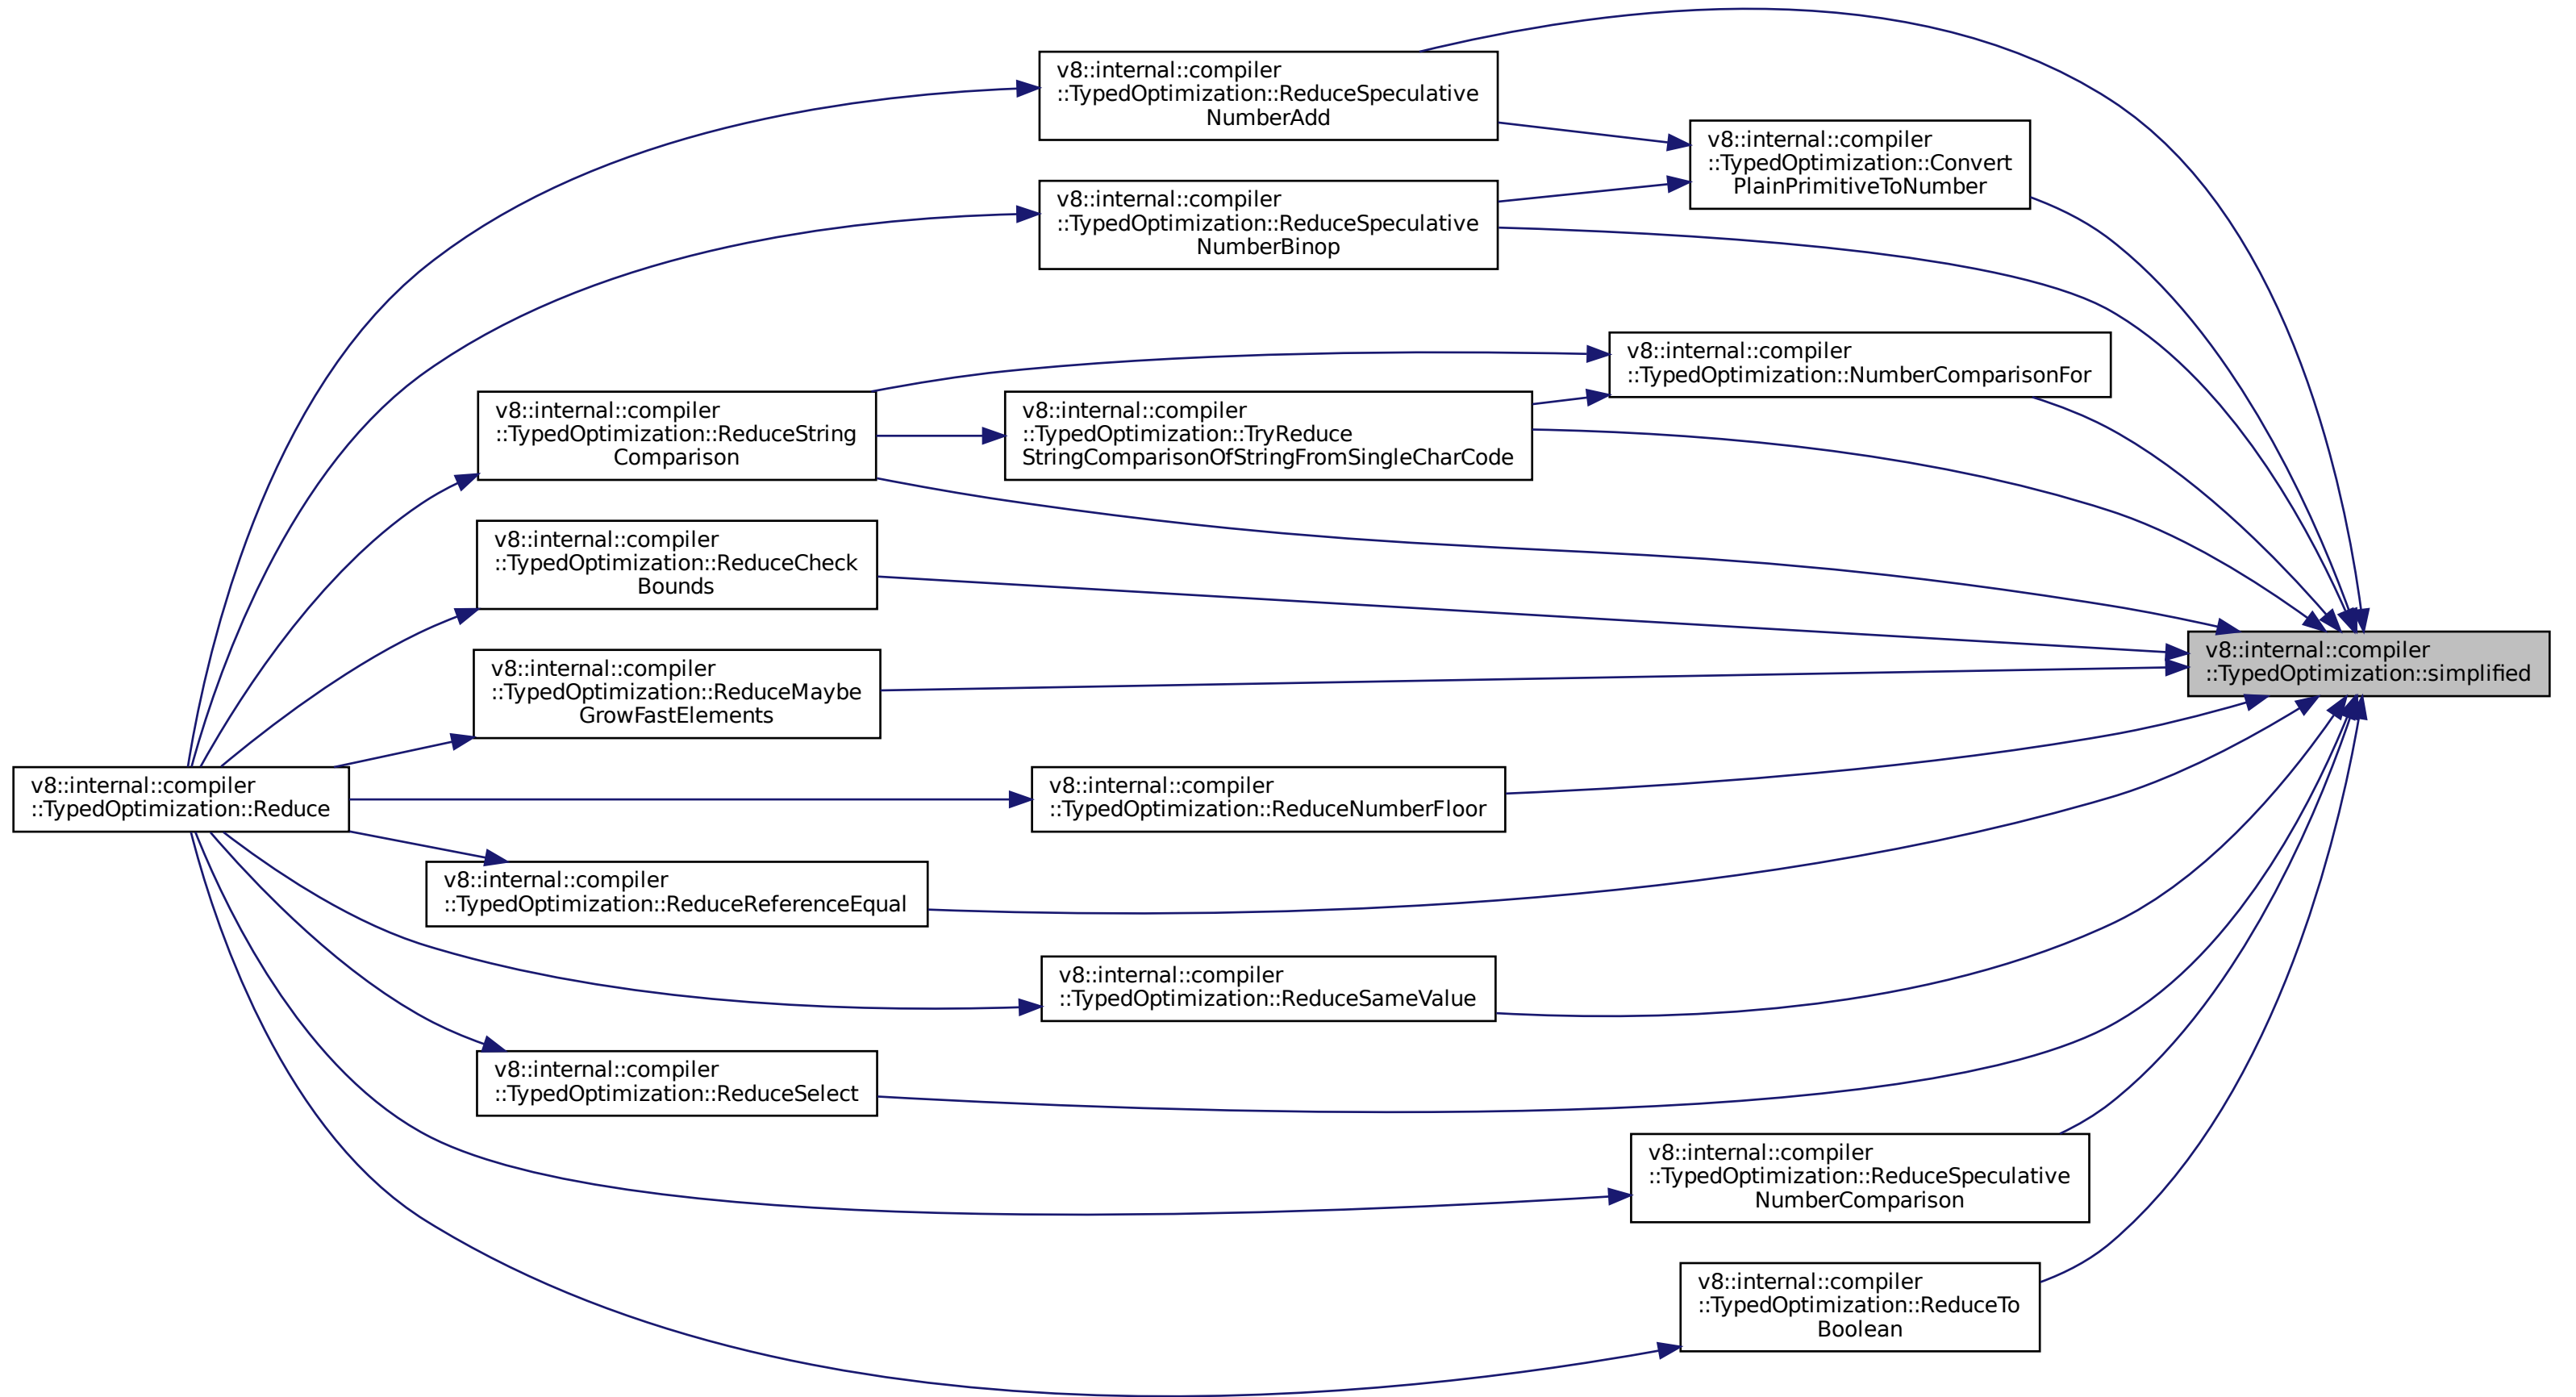 v8::internal::compiler
::TypedOptimization::ReduceSpeculative
NumberAdd
v8::internal::compiler
::TypedOptimization::Convert
PlainPrimitiveToNumber
v8::internal::compiler
::TypedOptimization::ReduceSpeculative
NumberBinop
v8::internal::compiler
::TypedOptimization::NumberComparisonFor
v8::internal::compiler
::TypedOptimization::ReduceString
Comparison
v8::internal::compiler
::TypedOptimization::TryReduce
StringComparisonOfStringFromSingleCharCode
v8::internal::compiler
::TypedOptimization::ReduceCheck
Bounds
v8::internal::compiler
::TypedOptimization::simplified
v8::internal::compiler
::TypedOptimization::ReduceMaybe
GrowFastElements
v8::internal::compiler
::TypedOptimization::Reduce
v8::internal::compiler
::TypedOptimization::ReduceNumberFloor
v8::internal::compiler
::TypedOptimization::ReduceReferenceEqual
v8::internal::compiler
::TypedOptimization::ReduceSameValue
v8::internal::compiler
::TypedOptimization::ReduceSelect
v8::internal::compiler
::TypedOptimization::ReduceSpeculative
NumberComparison
v8::internal::compiler
::TypedOptimization::ReduceTo
Boolean